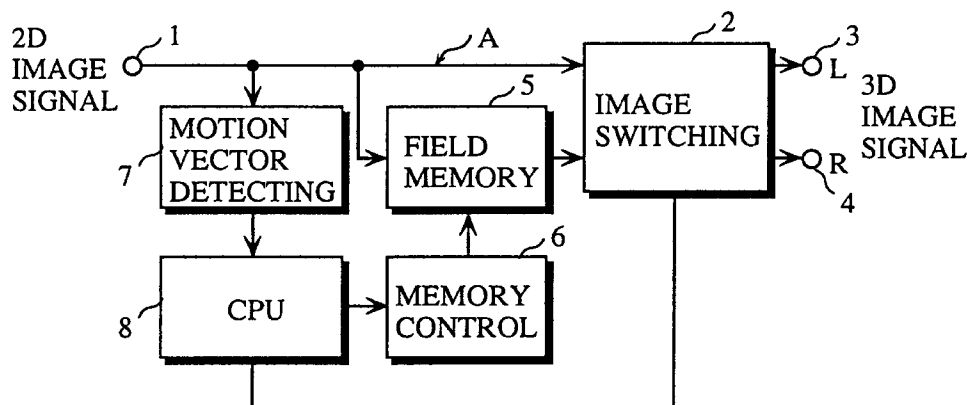 2D
IMAGE
SIGNAL
1
A
2
3
L
3D
IMAGE
SIGNAL
R
4
IMAGE
SWITCHING
5
FIELD
MEMORY
MOTION
VECTOR
DETECTING
7
6
MEMORY
CONTROL
CPU
8